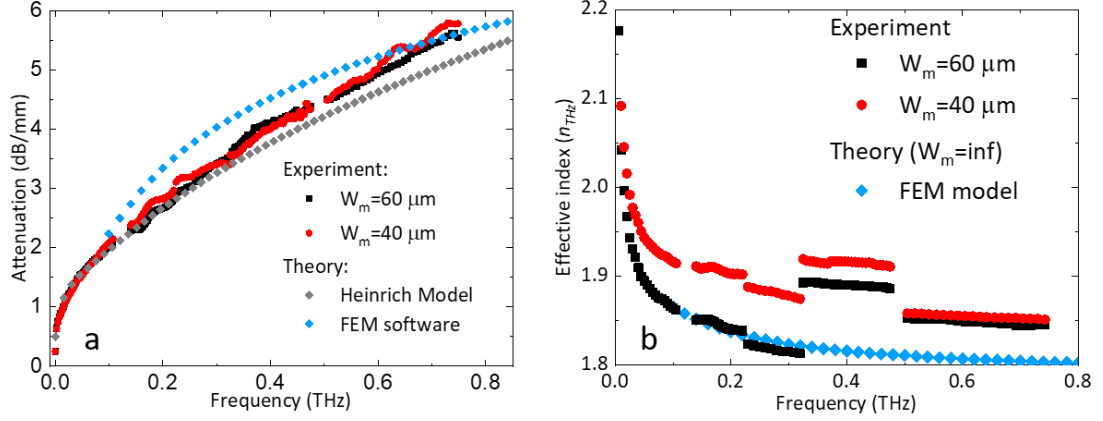 6
5
4
3
2
1
0
Attenuation (dB/mm)
a
Experiment:
Wm=60 μm
Wm=40 μm
Theory:
Heinrich Model
FEM software
0.0 0.2 0.4 0.6 0.8
Frequency (THz)
2.2
2.1
2.0
1.9
1.8
Effective index (nTHz)
b
Experiment
Wm=60 μm
Wm=40 μm
Theory (Wm=inf)
FEM model
0.0 0.2 0.4 0.6 0.8
Frequency (THz)